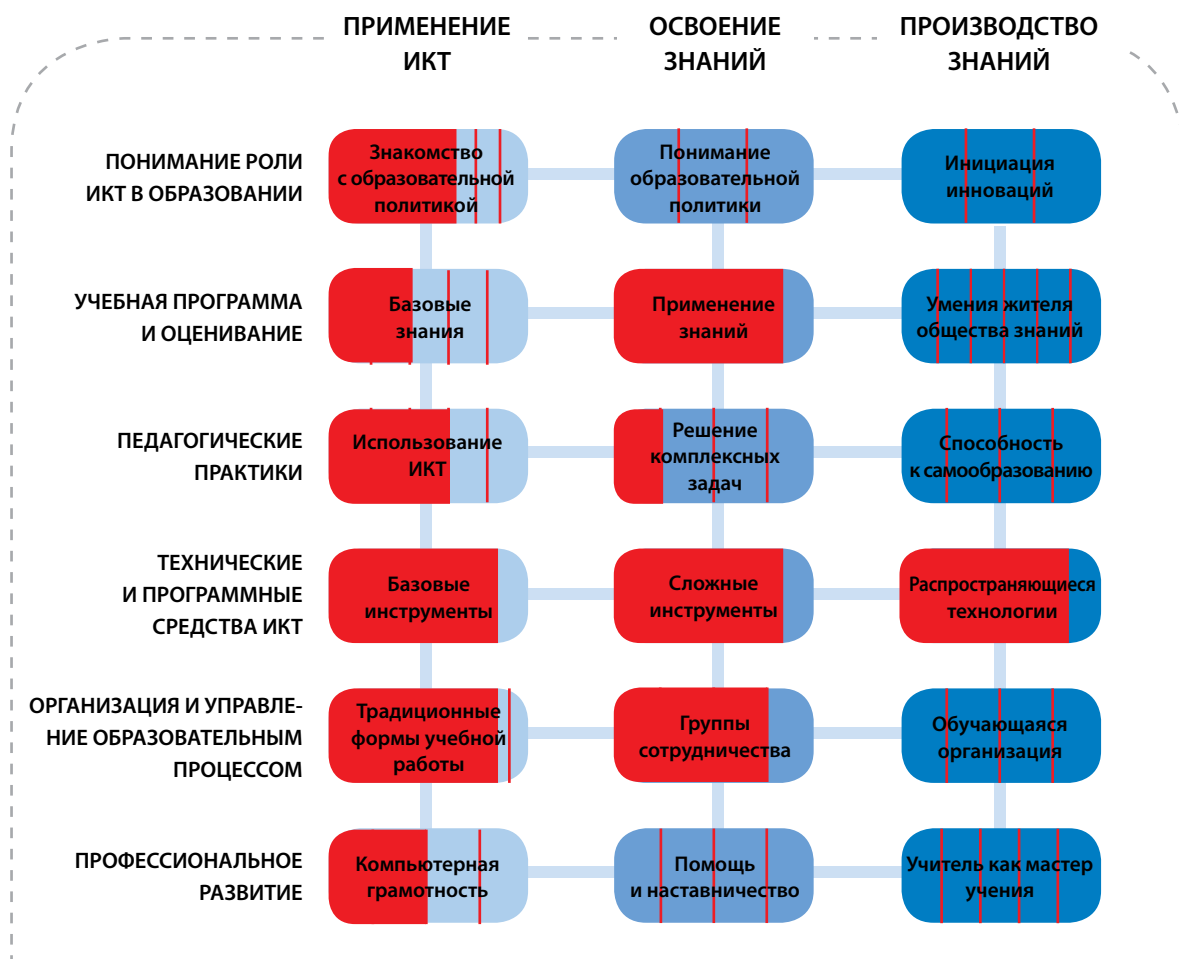 ПРИМЕНЕНИЕ
ИКТ
ОСВОЕНИЕ
ЗНАНИЙ
ПРОИЗВОДСТВО
ЗНАНИЙ
ПОНИМАНИЕ РОЛИ
ИКТ В ОБРАЗОВАНИИ
Знакомство
с образовательной
политикой
Понимание
образовательной
политики
Инициация
инноваций
УЧЕБНАЯ ПРОГРАММА
И ОЦЕНИВАНИЕ
Базовые
знания
Применение
знаний
Умения жителя
общества знаний
ПЕДАГОГИЧЕСКИЕ
ПРАКТИКИ
Использование
ИКТ
Решение
комплексных
задач
Способность
к самообразованию
ТЕХНИЧЕСКИЕ
И ПРОГРАММНЫЕ
СРЕДСТВА ИКТ
Базовые
инструменты
Сложные
инструменты
Распространяющиеся
технологии
ОРГАНИЗАЦИЯ И УПРАВЛЕ-
НИЕ ОБРАЗОВАТЕЛЬНЫМ
ПРОЦЕССОМ
Традиционные
формы учебной
работы
Группы
сотрудничества
Обучающаяся
организация
ПРОФЕССИОНАЛЬНОЕ
РАЗВИТИЕ
Компьютерная
грамотность
Помощь
и наставничество
Учитель как мастер
учения